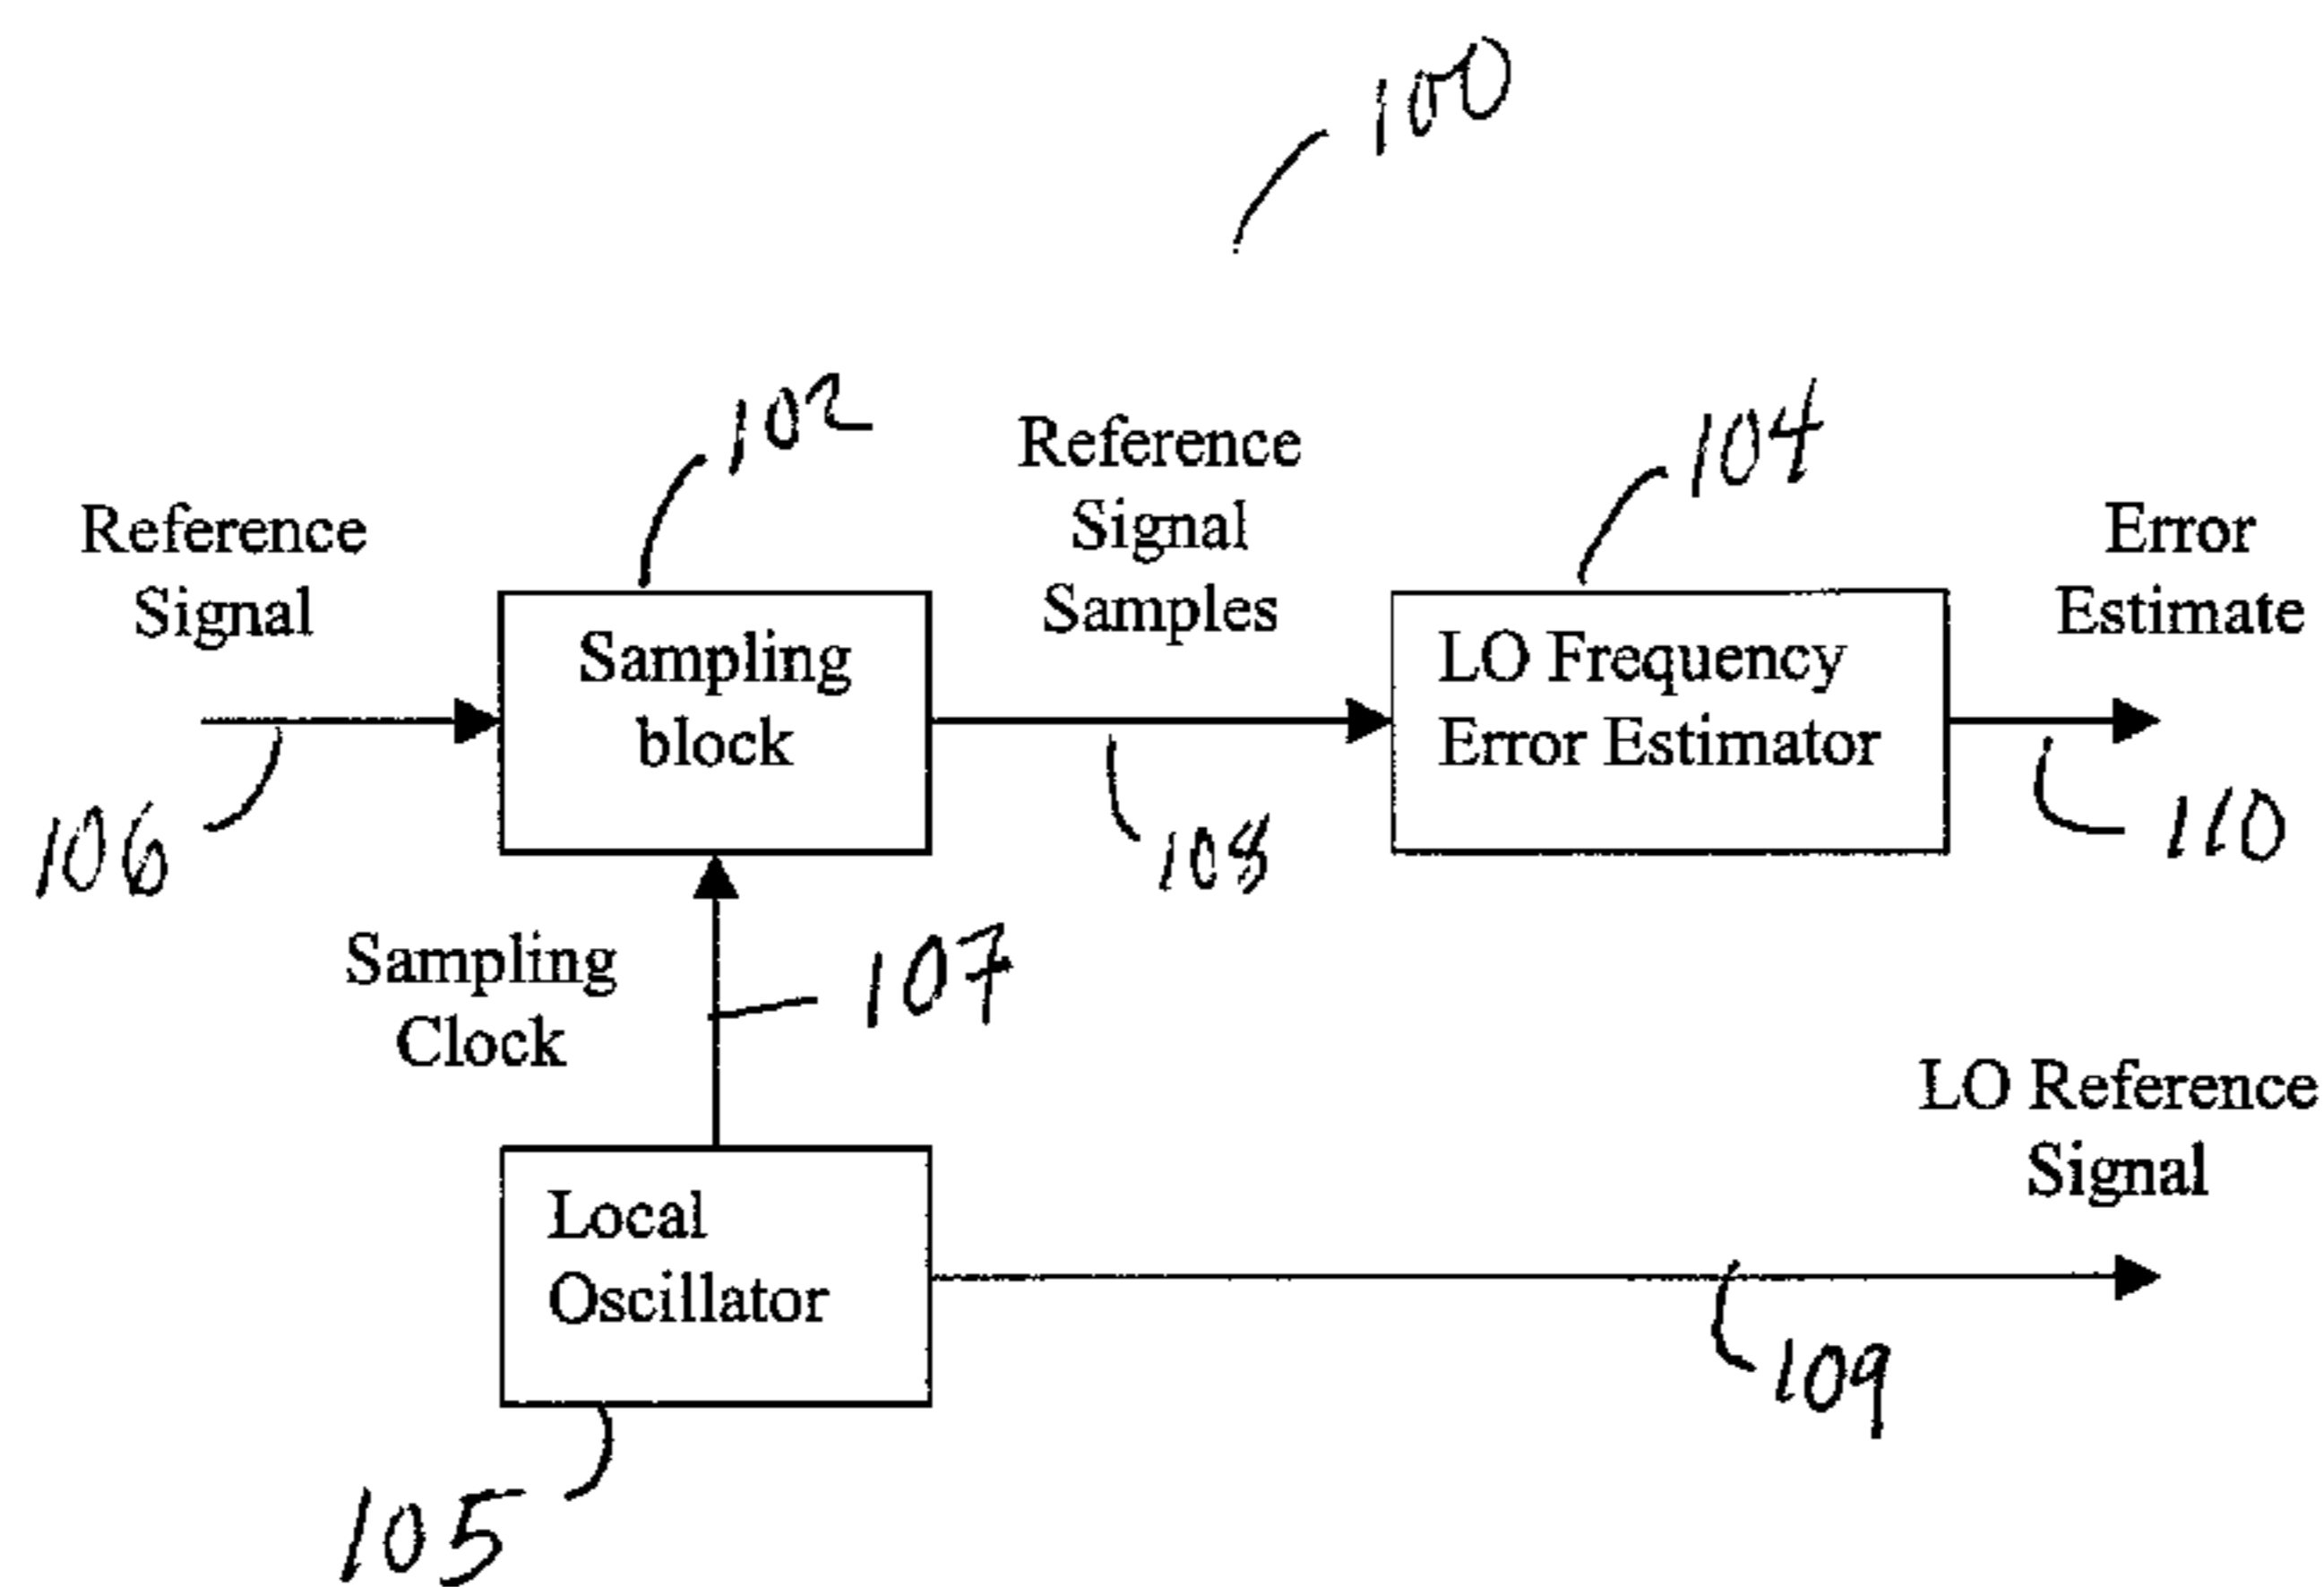 100
102
Reference
Signal
Samples
104
Reference
Signal
Error
Estimate
Sampling
block
LO Frequency
Error Estimator
106
108
110
Sampling
Clock
107
LO Reference
Signal
Local
Oscillator
109
105